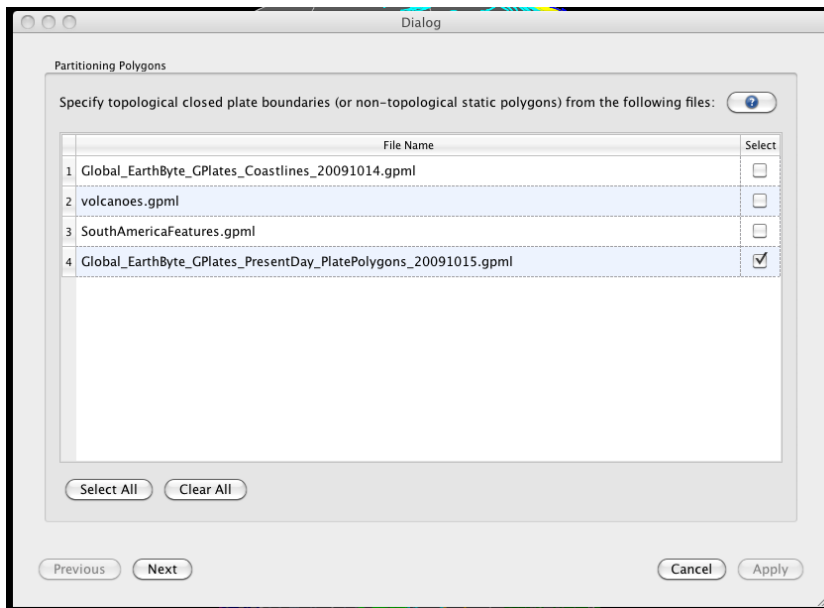 Dialog
Partitioning Polygons
Specify topological closed plate boundaries (or non-topological static polygons) from the following files: ?
File Name Select
1 Global_EarthByte_GPlates_Coastlines_20091014.gpml
2 volcanoes.gpml
3 SouthAmericaFeatures.gpml
4 Global_EarthByte_GPlates_PresentDay_PlatePolygons_20091015.gpml
Select All Clear All
Previous Next Cancel Apply